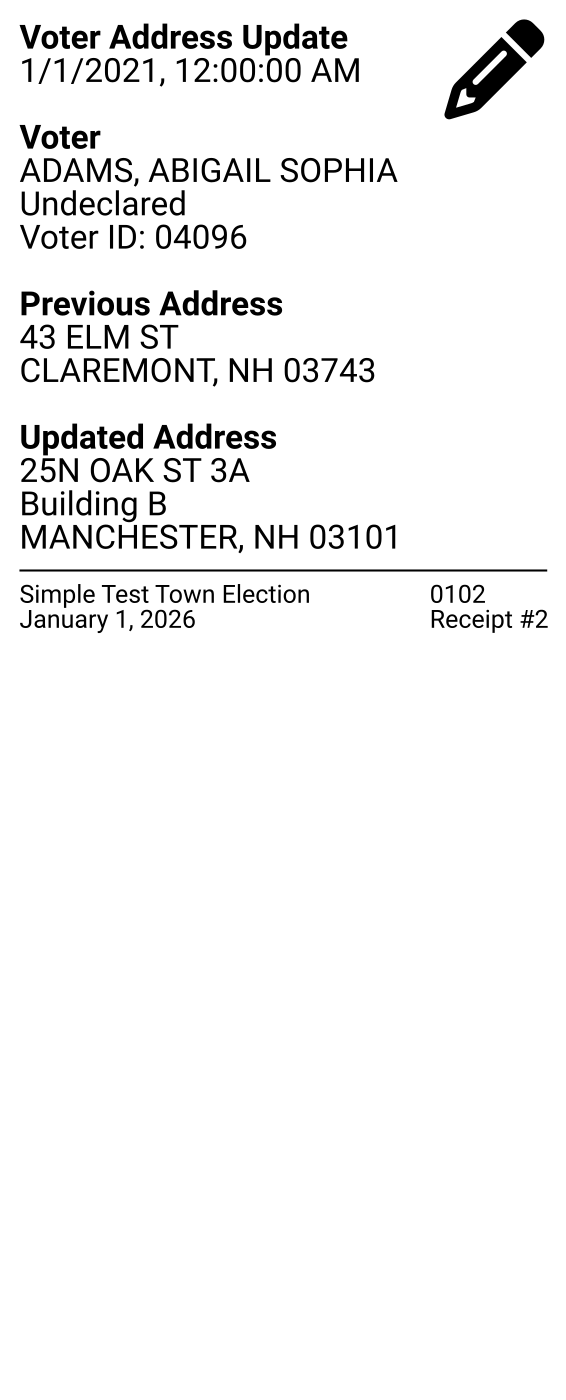 Voter Address Update
1/1/2021, 12:00:00 AM
Voter
ADAMS, ABIGAIL SOPHIA
Undeclared
Voter ID: 04096
Previous Address
43 ELM ST
CLAREMONT, NH 03743
Updated Address
25N OAK ST 3A
Building B
MANCHESTER, NH 03101
Simple Test Town Election
January 1, 2026
0102
Receipt #2